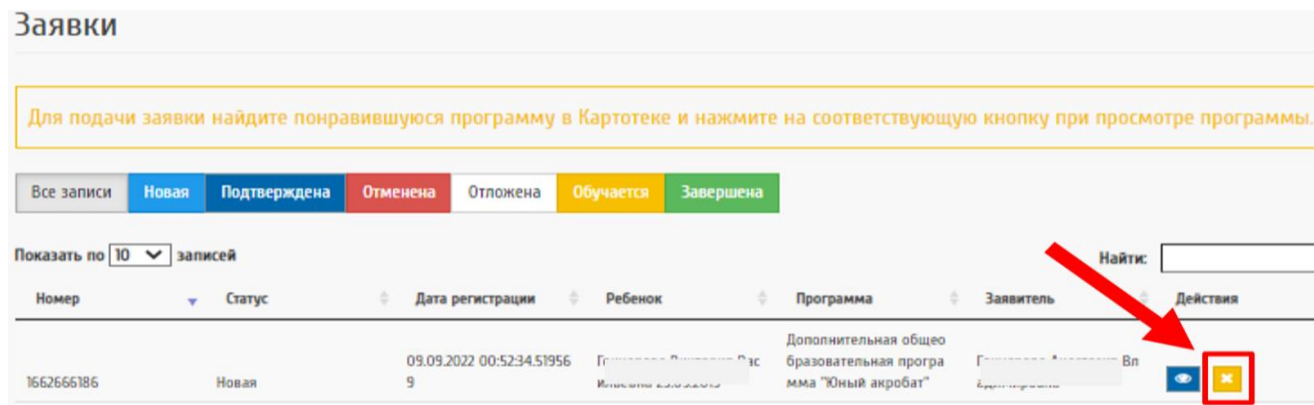 Заявки
Для подачи заявки найдите понравившуюся программу в Картотеке и нажмите на соответствующую кнопку при просмотре программы.
Все записи Новая Подтверждена Отменена Отложена Обучается Завершена
Показать по 10 записей Найти:
Номер Статус Дата регистрации Ребенок Программа Заявитель Действия
Дополнительная общео
09.09.2022 00:52:34.51956 бразовательная програ
9 мма "Юный акробат"
1662666186 Новая